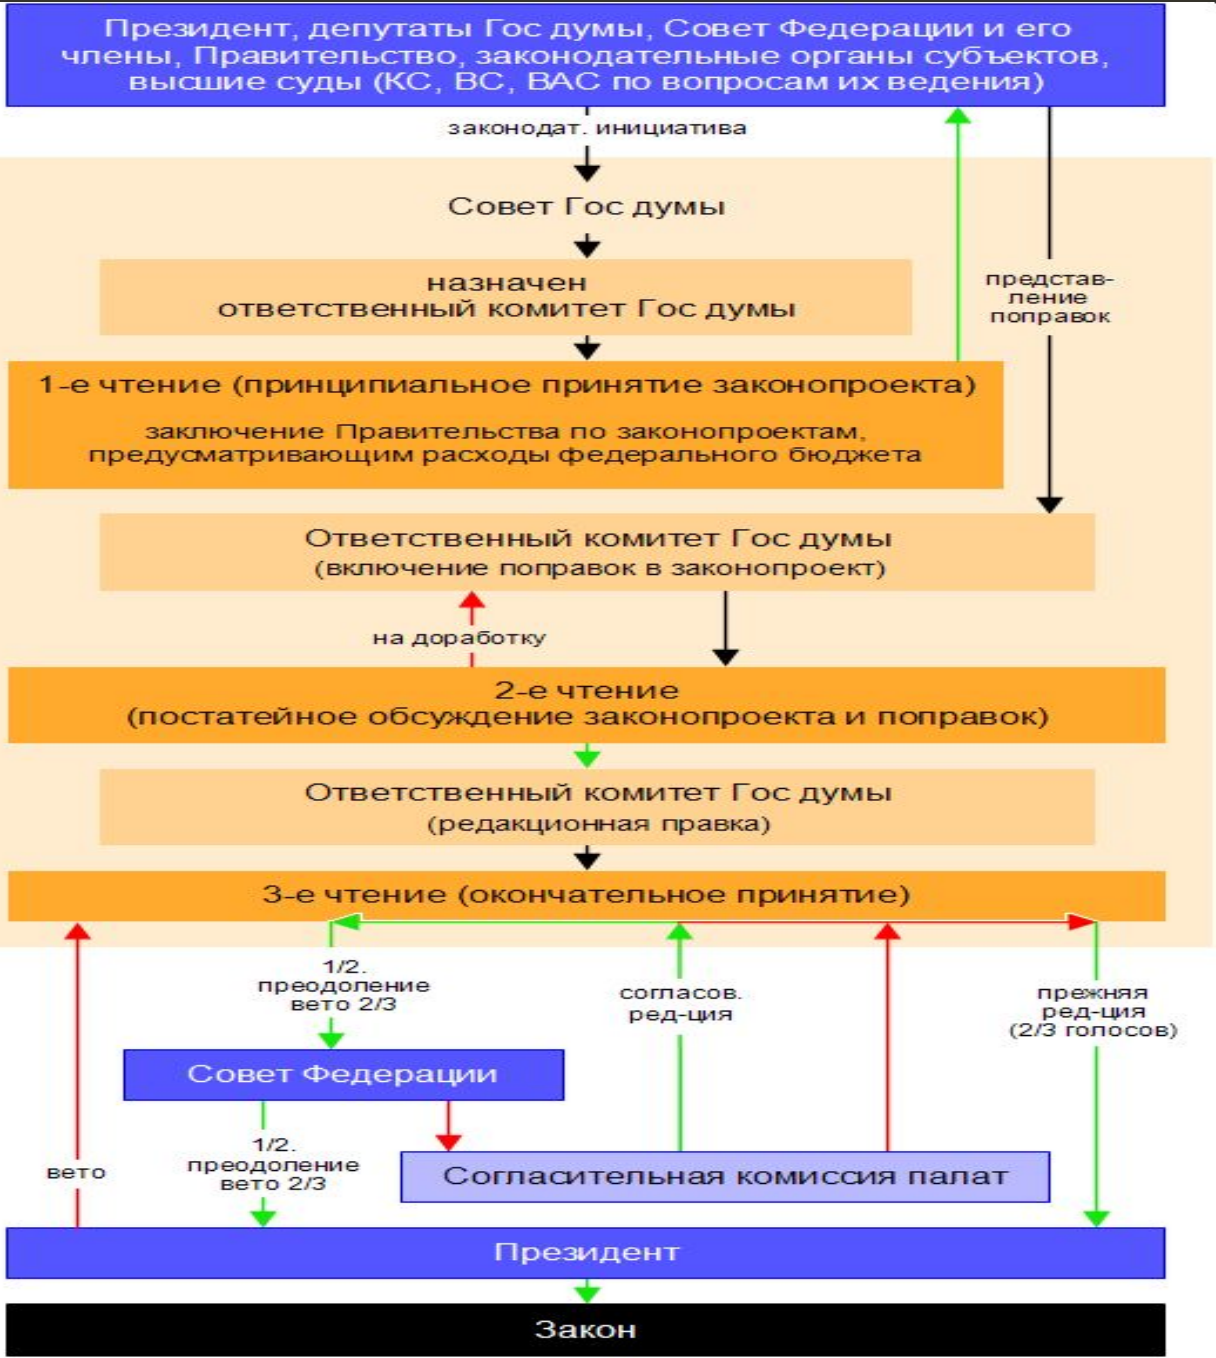 Президент, депутаты Гос думы, Совет Федерации и его
члены, Правительство, законодательные органы субъектов,
высшие суды (КС, ВС, ВАС по вопросам их ведения)
законодат. инициатива
Совет Гос думы
назначен
ответственный комитет Гос думы
представ-
ление
поправок
1-е чтение (принципиальное принятие законопроекта)
заключение Правительства по законопроектам,
предусматривающим расходы федерального бюджета
Ответственный комитет Гос думы
(включение поправок в законопроект)
на доработку
2-е чтение
(постатейное обсуждение законопроекта и поправок)
Ответственный комитет Гос думы
(редакционная правка)
3-е чтение (окончательное принятие)
1/2.
преодоление
вето 2/3
согласов.
ред-ция
прежняя
ред-ция
(2/3 голосов)
Совет Федерации
1/2.
преодоление
вето 2/3
вето
Согласительная комиссия палат
Президент
Закон